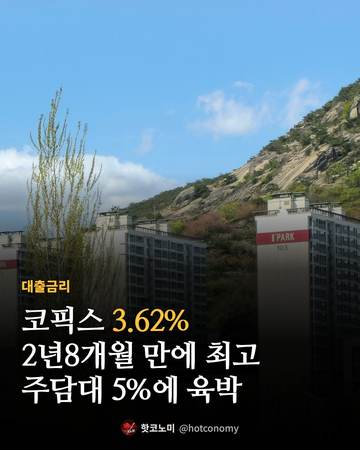 I'PARK
대출금리
코픽스 3.62%
2년8개월 만에 최고
주담대 5%에 육박
핫코노미 @hotconomy